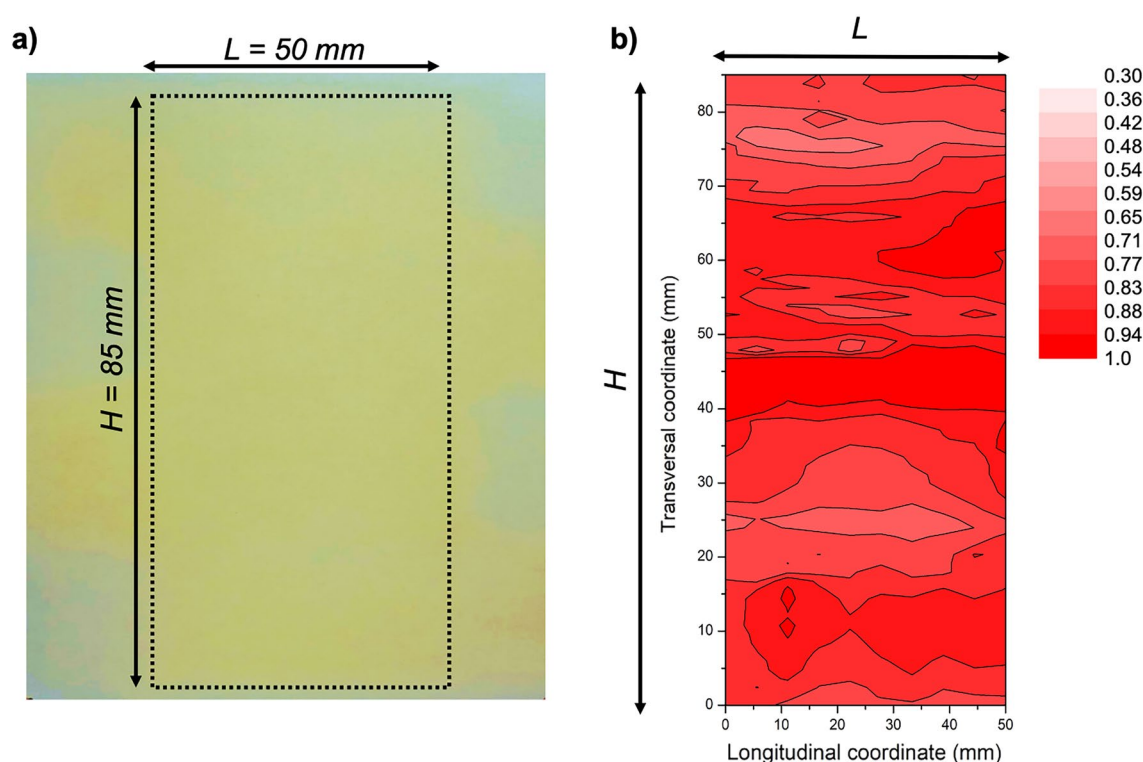 a)
L = 50 mm
H = 85 mm
b)
L
H
Transversal coordinate (mm)
80
70
60
50
40
30
20
10
0
0 10 20 30 40 50
Longitudinal coordinate (mm)
0.30
0.36
0.42
0.48
0.54
0.59
0.65
0.71
0.77
0.83
0.88
0.94
1.0